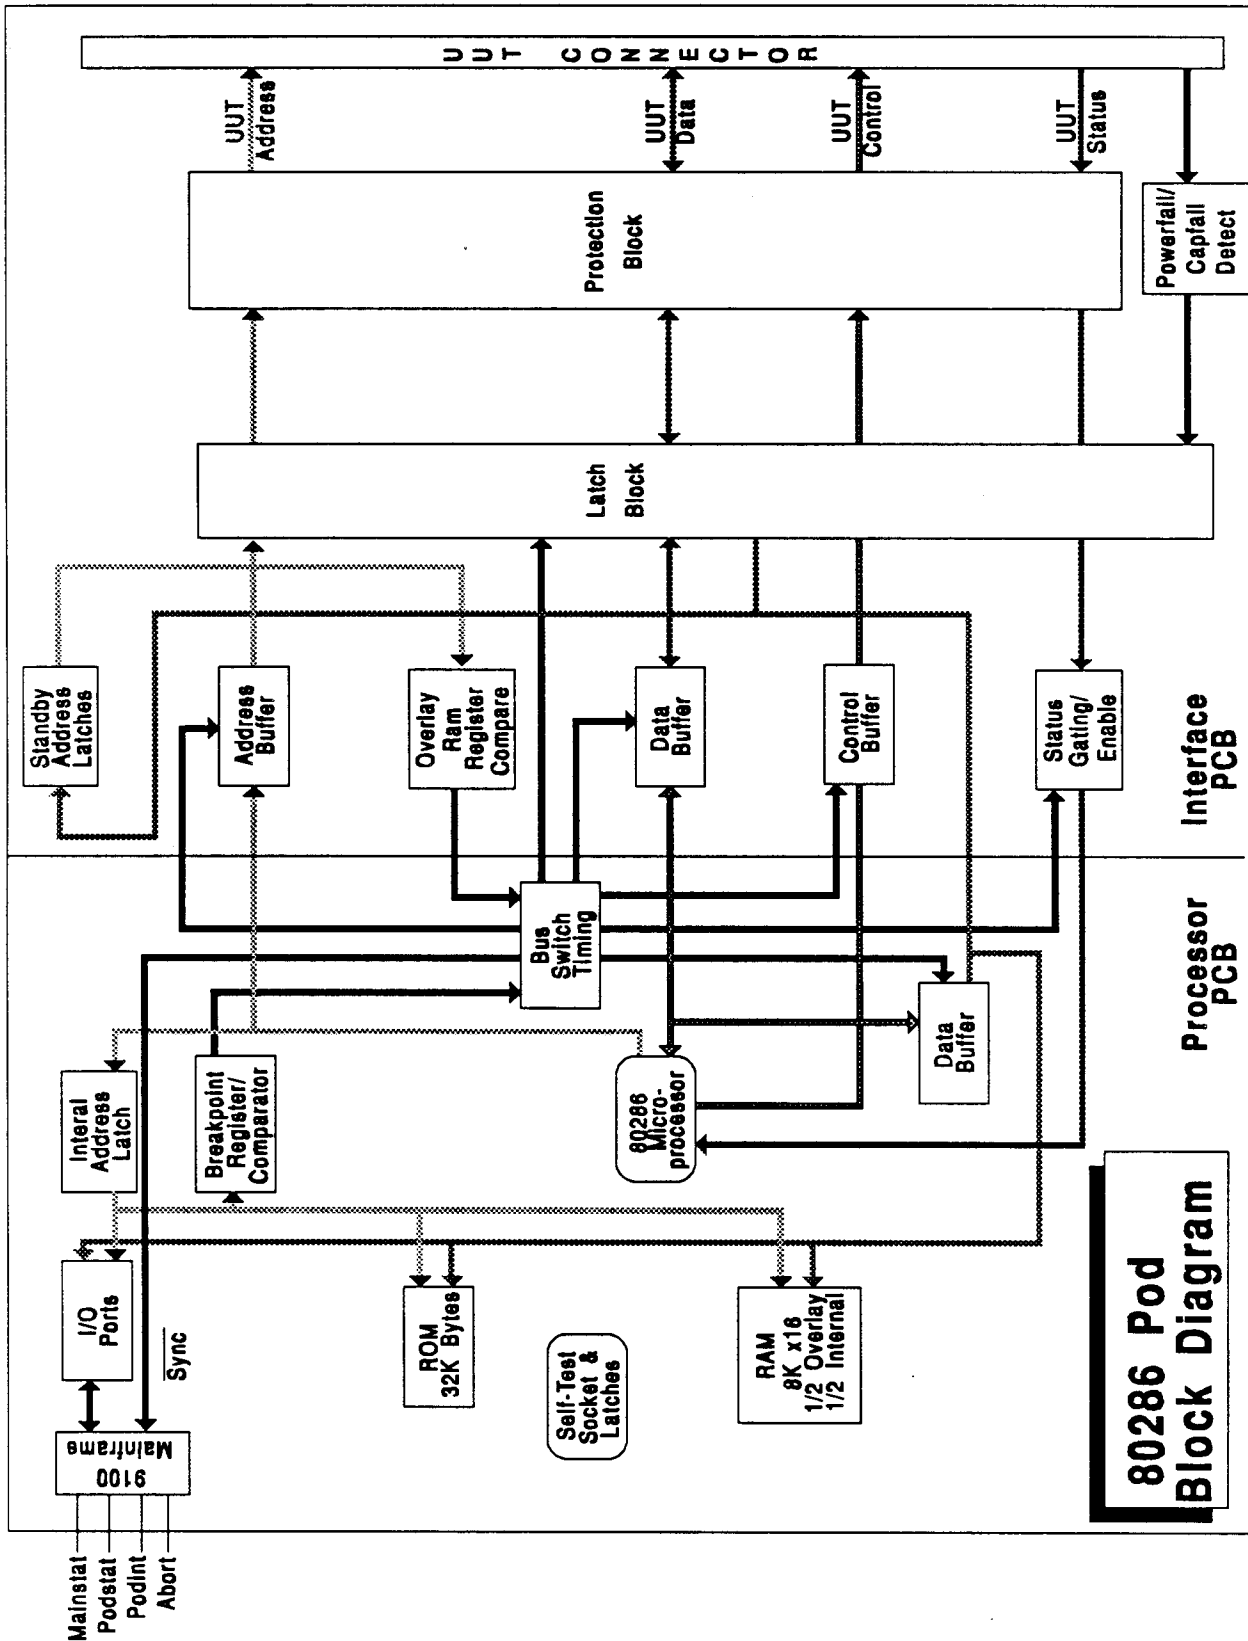 Mainstat
Podstat
PodInt
Abort
9100
Mainframe
I/O
Ports
Sync
Interal
Address
Latch
Breakpoint
Register/
Comparator
ROM
32K Bytes
Self-Test
Socket &
Latches
RAM
8K x16
1/2 Overlay
1/2 Internal
80286
Micro-
processor
Bus
Switch
Timing
Data
Buffer
Processor
PCB
Standby
Address
Latches
Address
Buffer
Overlay
Ram
Register
Compare
Data
Buffer
Control
Buffer
Status
Gating/
Enable
Interface
PCB
Latch
Block
Protection
Block
Powerfail/
Capfail
Detect
UUT
Address
UUT
Data
UUT
Control
UUT
Status
UUT CONNECTOR
80286 Pod
Block Diagram